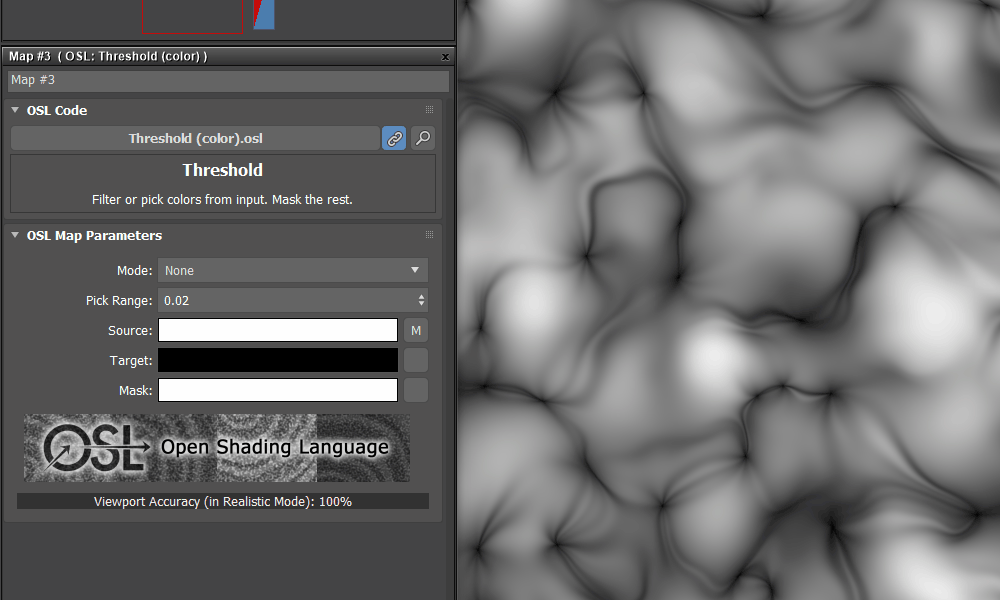 Map #3 ( OSL: Threshold (color) )
x
Map #3
OSL Code
Threshold (color).osl
Threshold
Filter or pick colors from input. Mask the rest.
OSL Map Parameters
Mode: None
Pick Range: 0.02
Source: M
Target:
Mask:
OSL Open Shading Language
Viewport Accuracy (in Realistic Mode): 100%